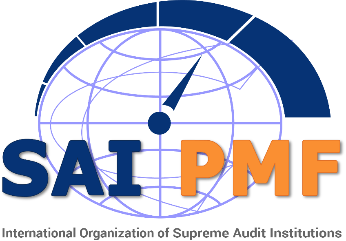 SAI PMF
International Organization of Supreme Audit Institutions